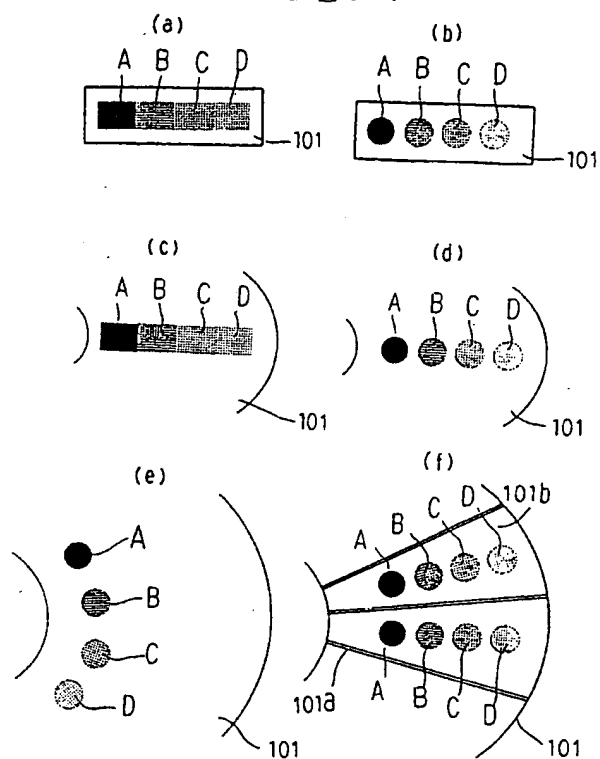 (a)
A B C D
101
(b)
A B C D
101
(c)
A B C D
101
(d)
A B C D
101
(e)
A
B
C
D
101
(f)
A B C D 101b
101a A B C D
101